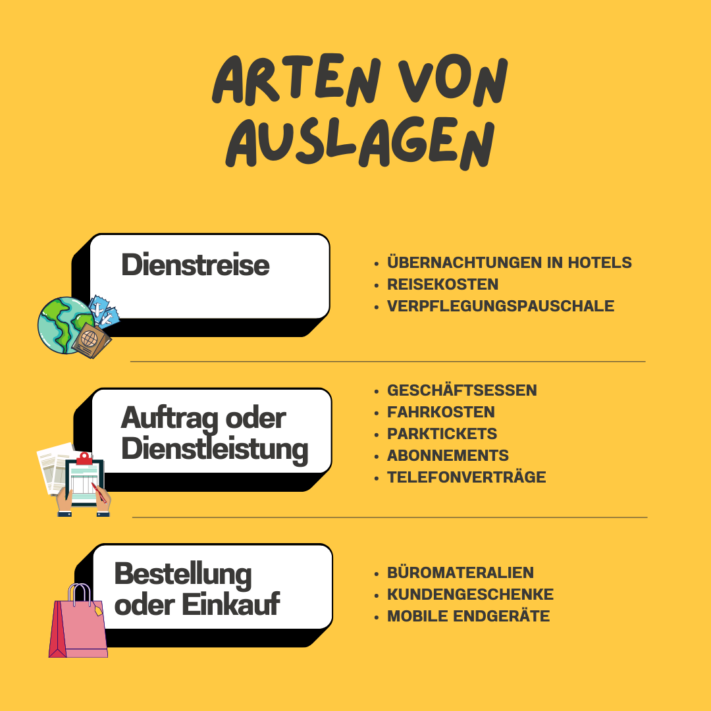 ARTEN VON
AUSLAGEN
Dienstreise
• ÜBERNACHTUNGEN IN HOTELS
• REISEKOSTEN
• VERPFLEGUNGSPAUSCHALE
Auftrag oder
Dienstleistung
• GESCHÄFTSESSEN
• FAHRKOSTEN
• PARKTICKETS
• ABONNEMENTS
• TELEFONVERTRÄGE
Bestellung
oder Einkauf
• BÜROMATERALIEN
• KUNDENGESCHENKE
• MOBILE ENDGERÄTE